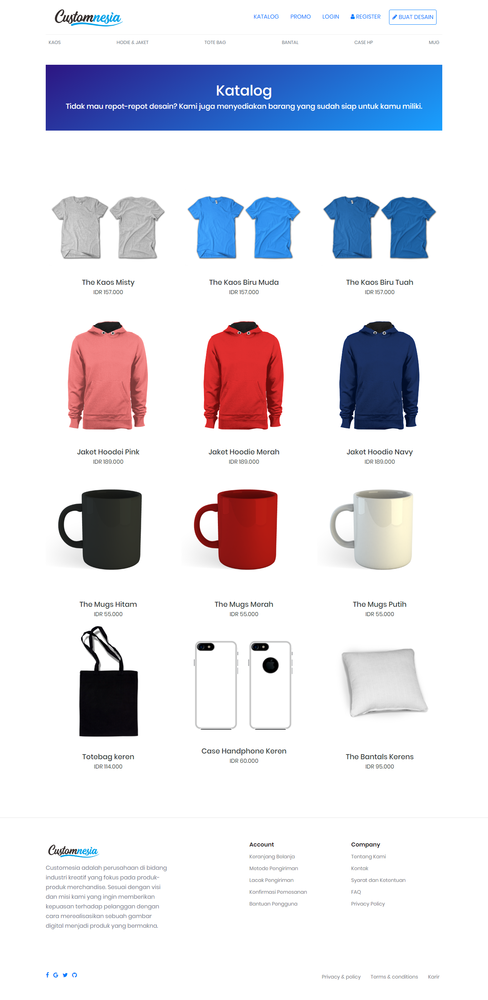 Customnesia
KATALOG PROMO LOGIN REGISTER BUAT DESAIN
KAOS HODIE & JAKET TOTE BAG BANTAL CASE HP MUG
Katalog
Tidak mau repot-repot desain? Kami juga menyediakan barang yang sudah siap untuk kamu miliki.
The Kaos Misty
IDR 157.000
The Kaos Biru Muda
IDR 157.000
The Kaos Biru Tuah
IDR 157.000
Jaket Hoodei Pink
IDR 189.000
Jaket Hoodie Merah
IDR 189.000
Jaket Hoodie Navy
IDR 189.000
The Mugs Hitam
IDR 55.000
The Mugs Merah
IDR 55.000
The Mugs Putih
IDR 55.000
Totebag keren
IDR 114.000
Case Handphone Keren
IDR 60.000
The Bantals Kerens
IDR 95.000
Customnesia
Customesia adalah perusahaan di bidang
industri kreatif yang fokus pada produk-
produk merchandise. Sesuai dengan visi
dan misi kami yang ingin memberikan
kepuasan terhadap pelanggan dengan
cara merealisasikan sebuah gambar
digital menjadi produk yang bermakna.
Account
Keranjang Belanja
Metode Pengiriman
Lacak Pengiriman
Konfirmasi Pemesanan
Bantuan Pengguna
Company
Tentang Kami
Kontak
Syarat dan Ketentuan
FAQ
Privacy Policy
Privacy & policy Terms & conditions Karir